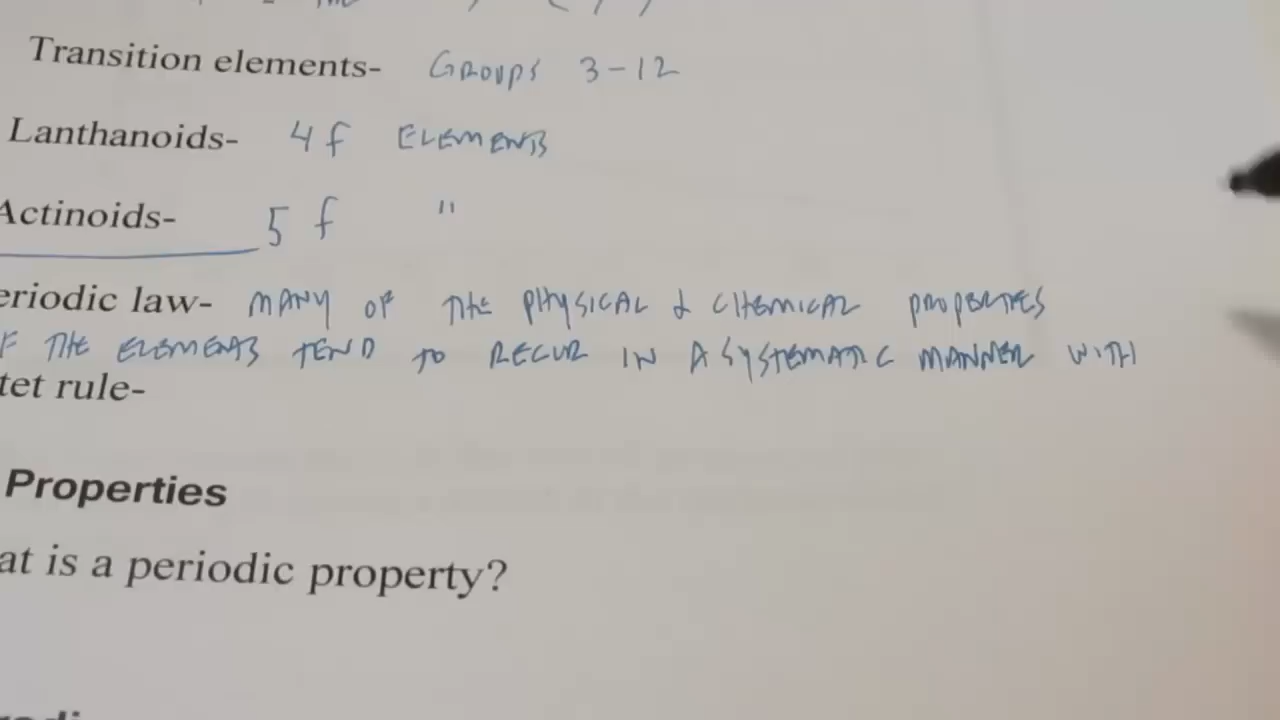 Transition elements- GROUPS 3-12
Lanthanoids- 4f ELEMENTS
Actinoids- 5f "
eriodic law- MANY OF THE PHYSICAL & CHEMICAL PROPERTIES
F THE ELEMENTS TEND TO RECUR IN A SYSTEMATIC MANNER WITH
tet rule-
Properties
at is a periodic property?